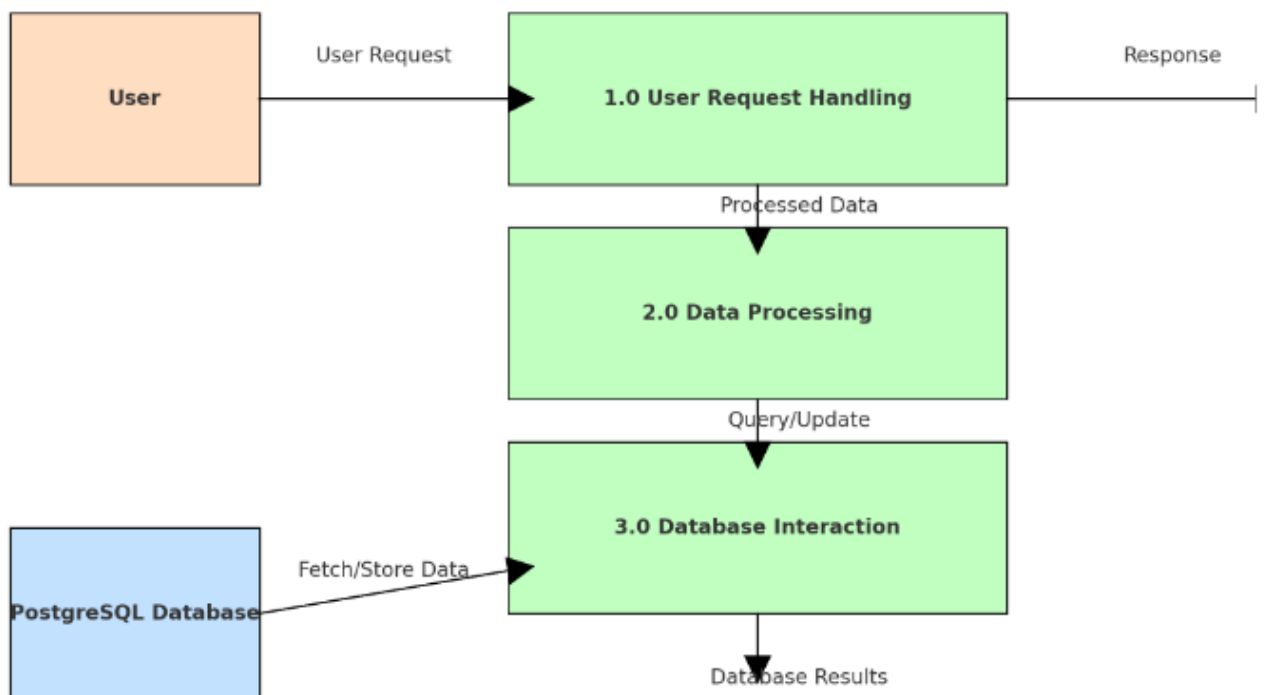 User Request
Response
User
1.0 User Request Handling
Processed Data
2.0 Data Processing
Query/Update
3.0 Database Interaction
Fetch/Store Data
PostgreSQL Database
Database Results